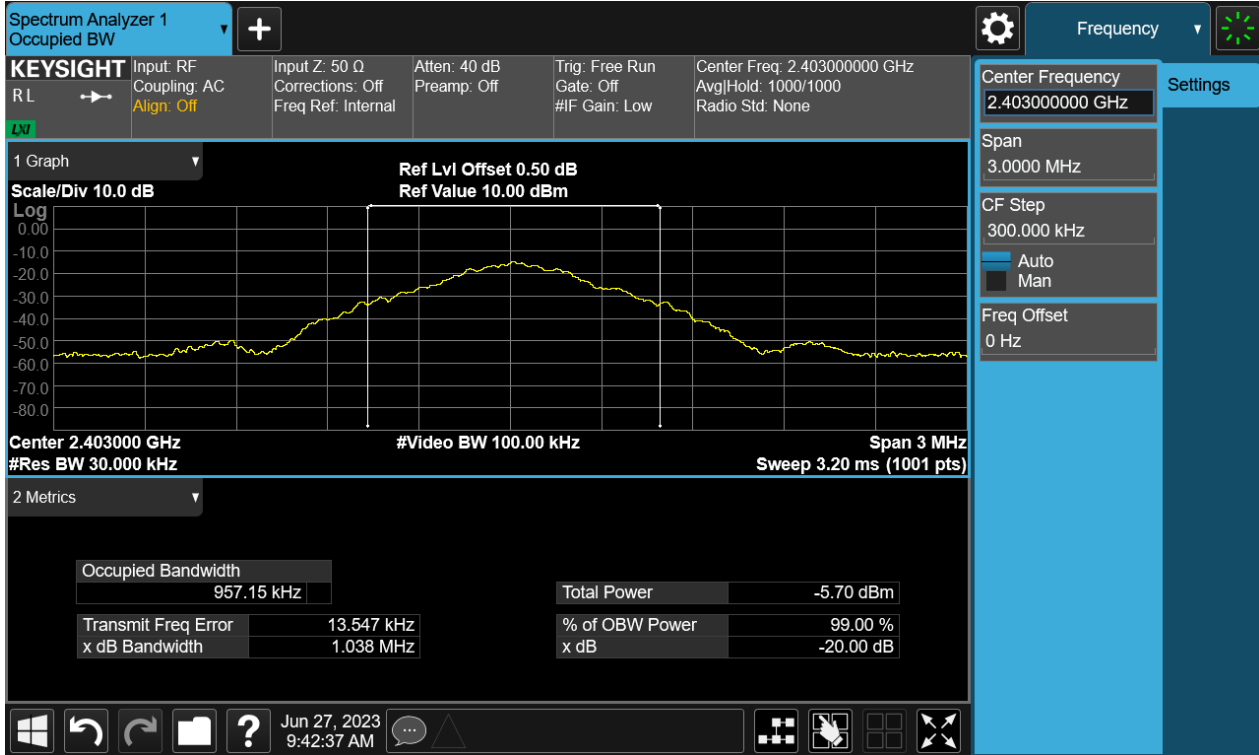 Spectrum Analyzer 1
Occupied BW
Frequency
KEYSIGHT
R L
LXI
Input: RF
Coupling: AC
Align: Off
Input Z: 50 Ω
Corrections: Off
Freq Ref: Internal
Atten: 40 dB
Preamp: Off
Trig: Free Run
Gate: Off
#IF Gain: Low
Center Freq: 2.403000000 GHz
Avg|Hold: 1000/1000
Radio Std: None
Center Frequency
2.403000000 GHz
Settings
Span
3.0000 MHz
CF Step
300.000 kHz
Auto
Man
Freq Offset
0 Hz
1 Graph
Scale/Div 10.0 dB
Ref Lvl Offset 0.50 dB
Ref Value 10.00 dBm
Log
0.00
-10.0
-20.0
-30.0
-40.0
-50.0
-60.0
-70.0
-80.0
Center 2.403000 GHz
#Video BW 100.00 kHz
Span 3 MHz
#Res BW 30.000 kHz
Sweep 3.20 ms (1001 pts)
2 Metrics
Occupied Bandwidth
957.15 kHz
Total Power -5.70 dBm
Transmit Freq Error 13.547 kHz
% of OBW Power 99.00 %
x dB Bandwidth 1.038 MHz
x dB -20.00 dB
?
Jun 27, 2023
9:42:37 AM